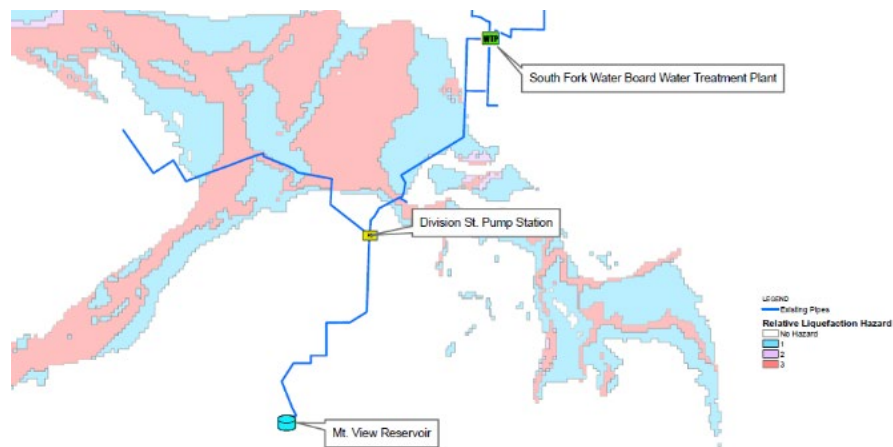 WTP
South Fork Water Board Water Treatment Plant
Division St. Pump Station
LEGEND
Existing Pipes
Relative Liquefaction Hazard
No Hazard
1
2
3
Mt. View Reservoir